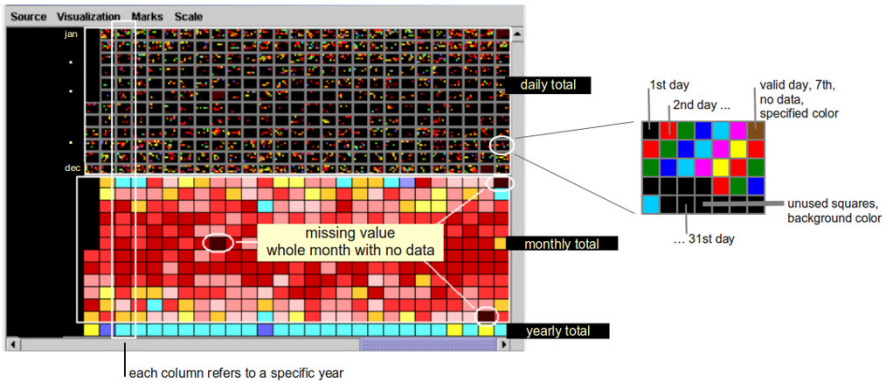 Source Visualization Marks Scale
jan
dec
daily total
1st day
2nd day ...
valid day, 7th,
no data,
specified color
unused squares,
background color
... 31st day
missing value
whole month with no data
monthly total
yearly total
each column refers to a specific year